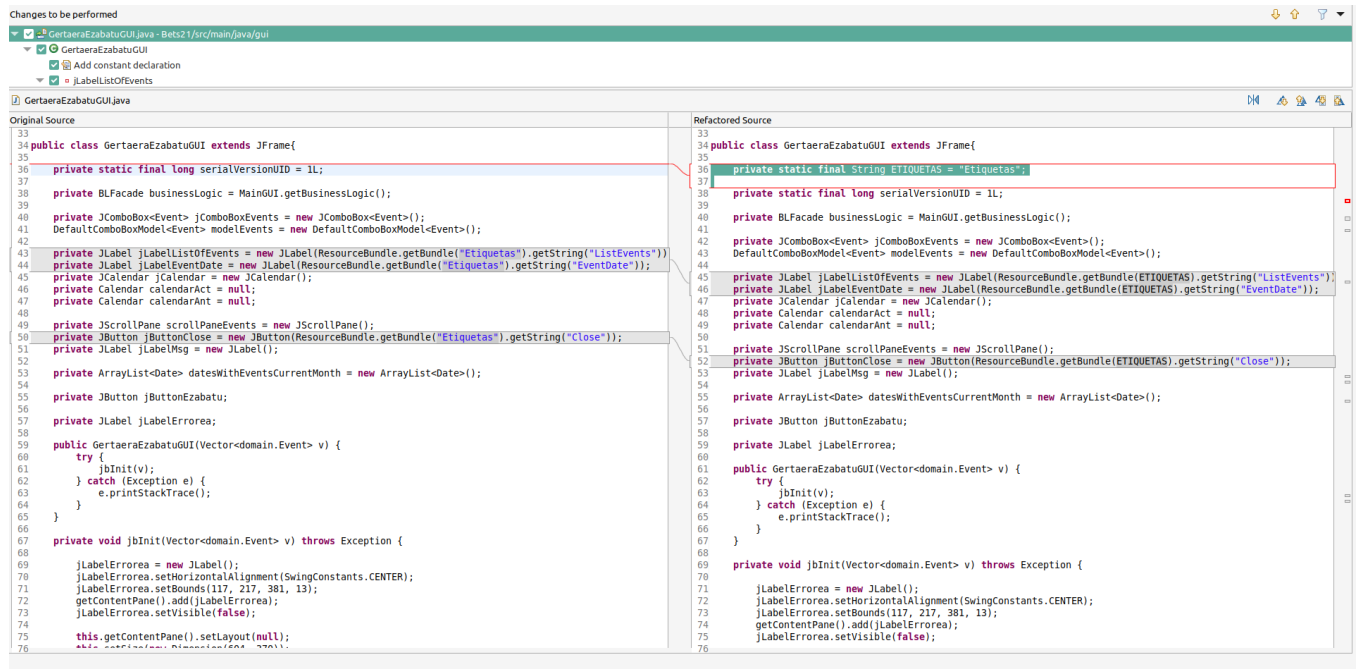 Changes to be performed
GertaeraEzabatuGUI.java - Bets21/src/main/java/gui
GertaeraEzabatuGUI
Add constant declaration
jLabelListOfEvents
GertaeraEzabatuGUI.java
Original Source
33
34 public class GertaeraEzabatuGUI extends JFrame{
35
36 private static final long serialVersionUID = 1L;
37
38 private BLFacade businessLogic = MainGUI.getBusinessLogic();
39
40 private JComboBox<Event> jComboBoxEvents = new JComboBox<Event>();
41 DefaultComboBoxModel<Event> modelEvents = new DefaultComboBoxModel<Event>();
42
43 private JLabel jLabelListOfEvents = new JLabel(ResourceBundle.getBundle("Etiquetas").getString("ListEvents"))
44 private JLabel jLabelEventDate = new JLabel(ResourceBundle.getBundle("Etiquetas").getString("EventDate"));
45 private JCalendar jCalendar = new JCalendar();
46 private Calendar calendarAct = null;
47 private Calendar calendarAnt = null;
48
49 private JScrollPane scrollPaneEvents = new JScrollPane();
50 private JButton jButtonClose = new JButton(ResourceBundle.getBundle("Etiquetas").getString("Close"));
51 private JLabel jLabelMsg = new JLabel();
52
53 private ArrayList<Date> datesWithEventsCurrentMonth = new ArrayList<Date>();
54
55 private JButton jButtonEzabatu;
56
57 private JLabel jLabelErrorea;
58
59 public GertaeraEzabatuGUI(Vector<domain.Event> v) {
60 try {
61 jbInit(v);
62 } catch (Exception e) {
63 e.printStackTrace();
64 }
65 }
66
67 private void jbInit(Vector<domain.Event> v) throws Exception {
68
69 jLabelErrorea = new JLabel();
70 jLabelErrorea.setHorizontalAlignment(SwingConstants.CENTER);
71 jLabelErrorea.setBounds(117, 217, 381, 13);
72 getContentPane().add(jLabelErrorea);
73 jLabelErrorea.setVisible(false);
74
75 this.getContentPane().setLayout(null);
76 this.setSize(new Dimension(604, 370));
Refactored Source
33
34 public class GertaeraEzabatuGUI extends JFrame{
35
36 private static final String ETIQUETAS = "Etiquetas";
37
38 private static final long serialVersionUID = 1L;
39
40 private BLFacade businessLogic = MainGUI.getBusinessLogic();
41
42 private JComboBox<Event> jComboBoxEvents = new JComboBox<Event>();
43 DefaultComboBoxModel<Event> modelEvents = new DefaultComboBoxModel<Event>();
44
45 private JLabel jLabelListOfEvents = new JLabel(ResourceBundle.getBundle(ETIQUETAS).getString("ListEvents"))
46 private JLabel jLabelEventDate = new JLabel(ResourceBundle.getBundle(ETIQUETAS).getString("EventDate"));
47 private JCalendar jCalendar = new JCalendar();
48 private Calendar calendarAct = null;
49 private Calendar calendarAnt = null;
50
51 private JScrollPane scrollPaneEvents = new JScrollPane();
52 private JButton jButtonClose = new JButton(ResourceBundle.getBundle(ETIQUETAS).getString("Close"));
53 private JLabel jLabelMsg = new JLabel();
54
55 private ArrayList<Date> datesWithEventsCurrentMonth = new ArrayList<Date>();
56
57 private JButton jButtonEzabatu;
58
59 private JLabel jLabelErrorea;
60
61 public GertaeraEzabatuGUI(Vector<domain.Event> v) {
62 try {
63 jbInit(v);
64 } catch (Exception e) {
65 e.printStackTrace();
66 }
67 }
68
69 private void jbInit(Vector<domain.Event> v) throws Exception {
70
71 jLabelErrorea = new JLabel();
72 jLabelErrorea.setHorizontalAlignment(SwingConstants.CENTER);
73 jLabelErrorea.setBounds(117, 217, 381, 13);
74 getContentPane().add(jLabelErrorea);
75 jLabelErrorea.setVisible(false);
76